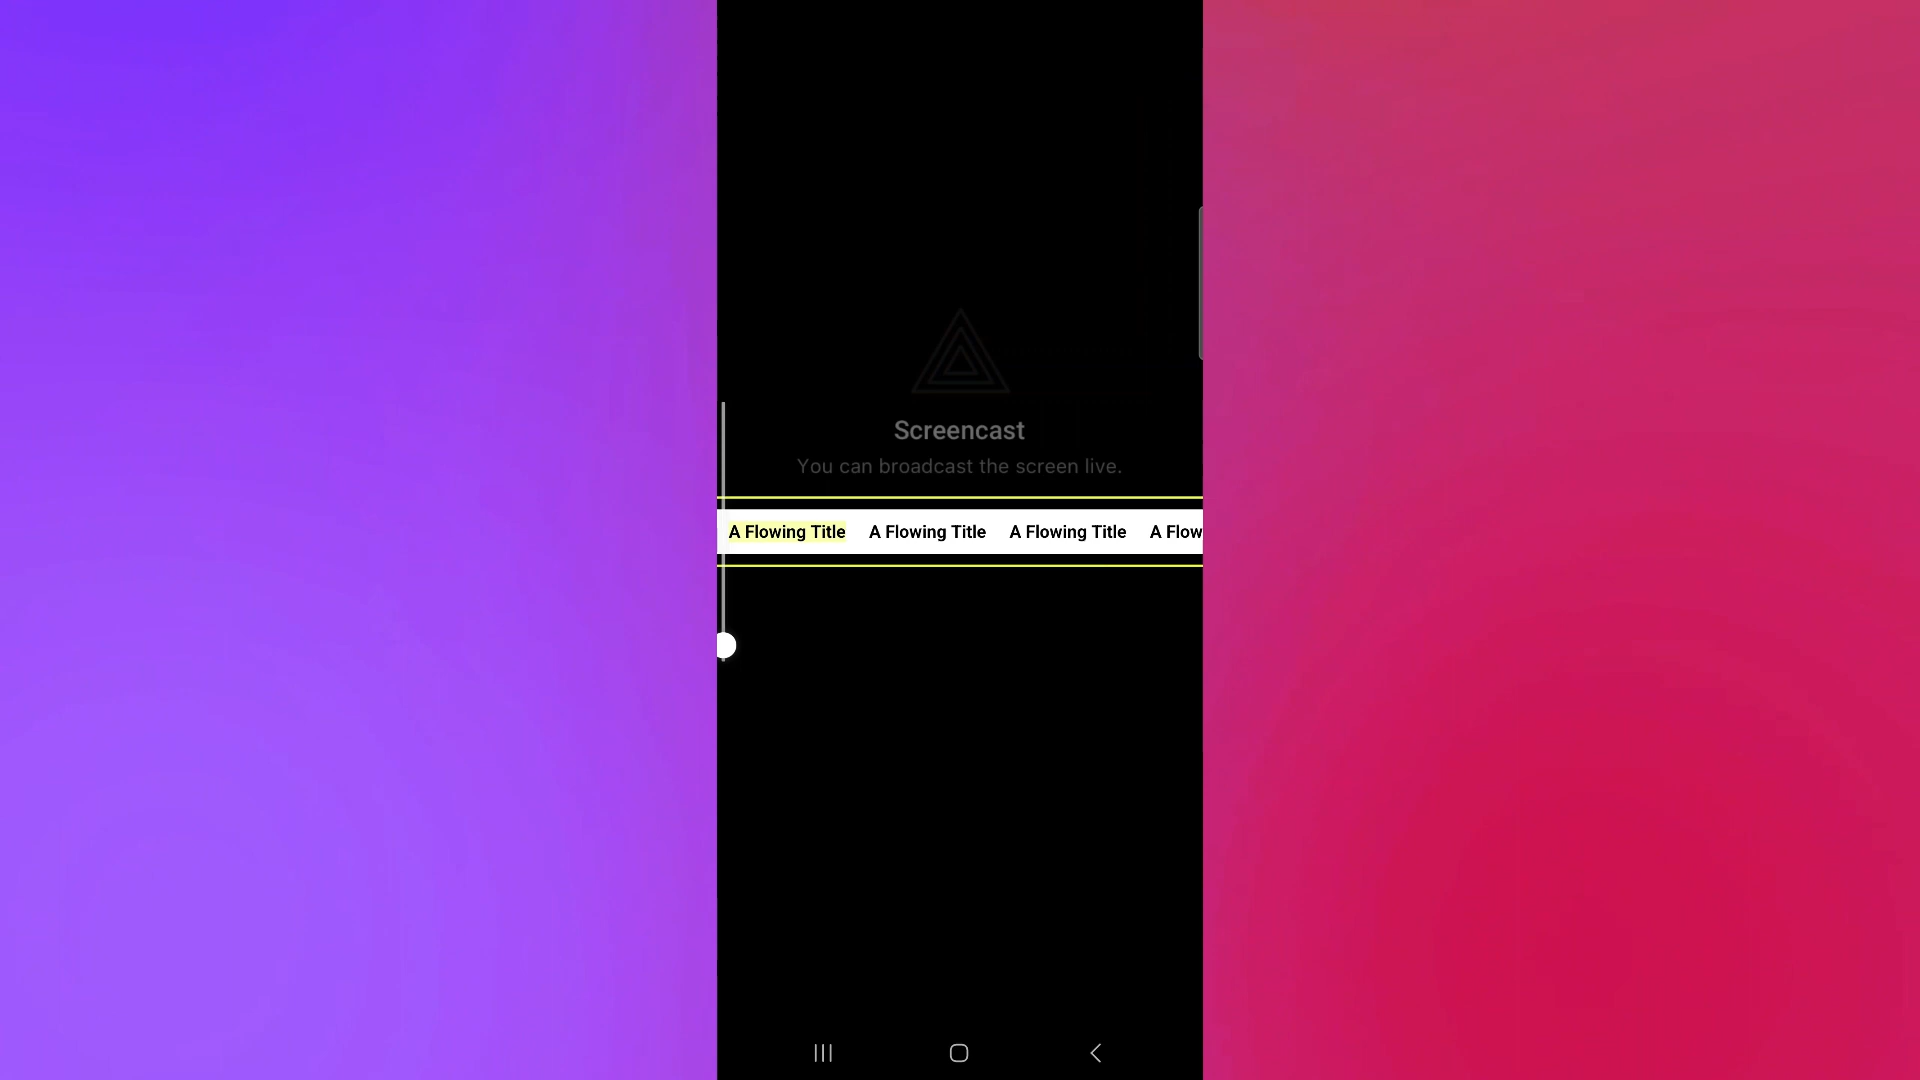 Screencast
You can broadcast the screen live.
A Flowing Title A Flowing Title A Flowing Title A Flow